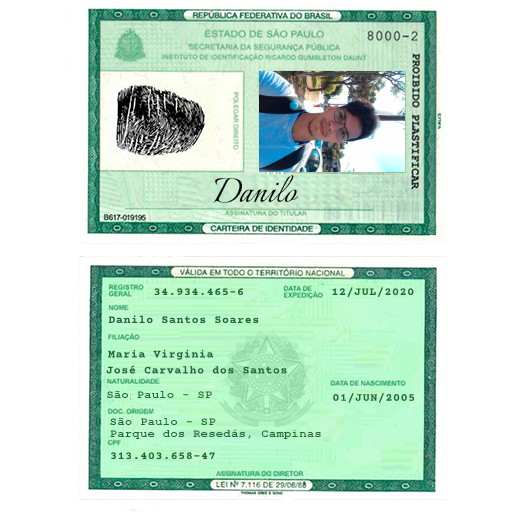 REPÚBLICA FEDERATIVA DO BRASIL
ESTADO DE SÃO PAULO
8000-2
SECRETARIA DA SEGURANÇA PÚBLICA
INSTITUTO DE IDENTIFICAÇÃO RICARDO GUMBLETON DAUNT
PROIBIDO PLASTIFICAR
POLEGAR DIREITO
Danilo
ASSINATURA DO TITULAR
B617-019195
CARTEIRA DE IDENTIDADE
VÁLIDA EM TODO O TERRITÓRIO NACIONAL
REGISTRO GERAL 34.934.465-6 DATA DE EXPEDIÇÃO 12/JUL/2020
NOME
Danilo Santos Soares
FILIAÇÃO
Maria Virginia
José Carvalho dos Santos
NATURALIDADE DATA DE NASCIMENTO
São Paulo - SP 01/JUN/2005
DOC. ORIGEM
São Paulo - SP
Parque dos Resedás, Campinas
CPF
313.403.658-47
ASSINATURA DO DIRETOR
LEI Nº 7.116 DE 29/08/83
THOMAS GREG & SONS